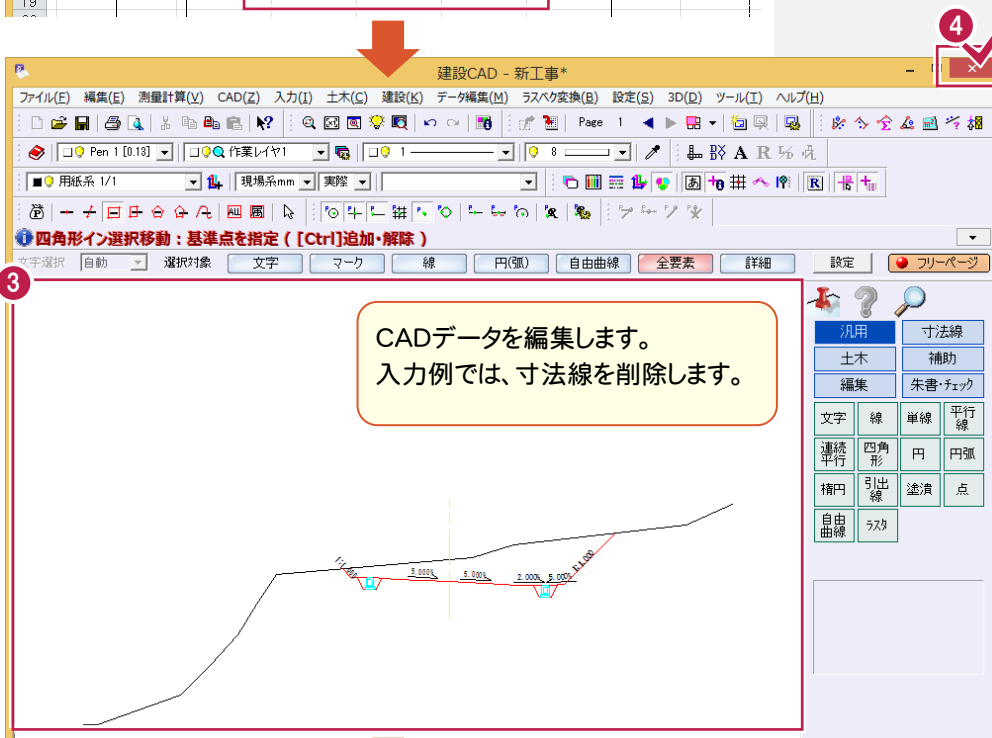 19
4
建設CAD - 新工事*
ファイル(F) 編集(E) 測量計算(V) CAD(Z) 入力(I) 土木(C) 建設(K) データ編集(M) ラスベク変換(B) 設定(S) 3D(D) ツール(T) ヘルプ(H)
Page 1
Pen 1 [0.13] 作業レイヤ1 1 8 A R
用紙系 1/1 現場系mm 実際 あ R
四角形イン選択移動：基準点を指定 ( [Ctrl]追加・解除 )
文字選択 自動 選択対象 文字 マーク 線 円(弧) 自由曲線 全要素 詳細 設定 フリーページ
3
CADデータを編集します。
入力例では、寸法線を削除します。
汎用 寸法線
土木 補助
編集 朱書・チェック
文字 線 単線 平行線
連続平行 四角形 円 円弧
楕円 引出線 塗潰 点
自由曲線 ラスタ
1:1.000 5.000% 5.000% 2.000% 5.000% 1:1.000